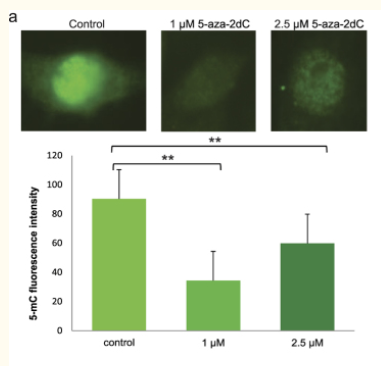 a
Control
1 µM 5-aza-2dC
2.5 µM 5-aza-2dC
**
**
120
100
80
60
40
20
0
5-mC fluorescence intensity
control
1 µM
2.5 µM